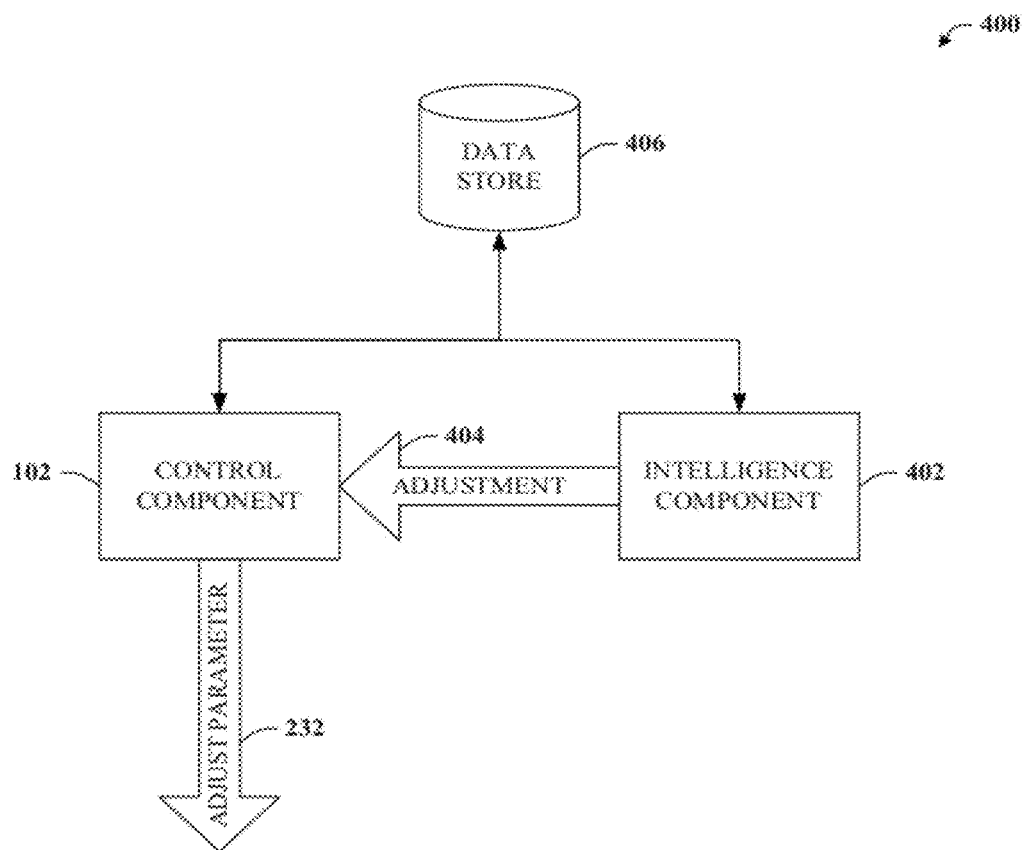 400
DATA
STORE
406
404
102
CONTROL
COMPONENT
ADJUSTMENT
INTELLIGENCE
COMPONENT
402
ADJUST PARAMETER
232